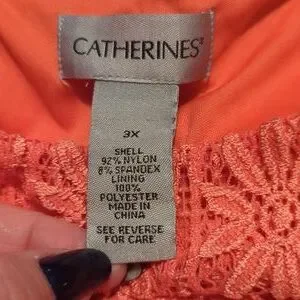 CATHERINES®
3X
SHELL
92% NYLON
8% SPANDEX
LINING
100%
POLYESTER
MADE IN
CHINA
SEE REVERSE
FOR CARE